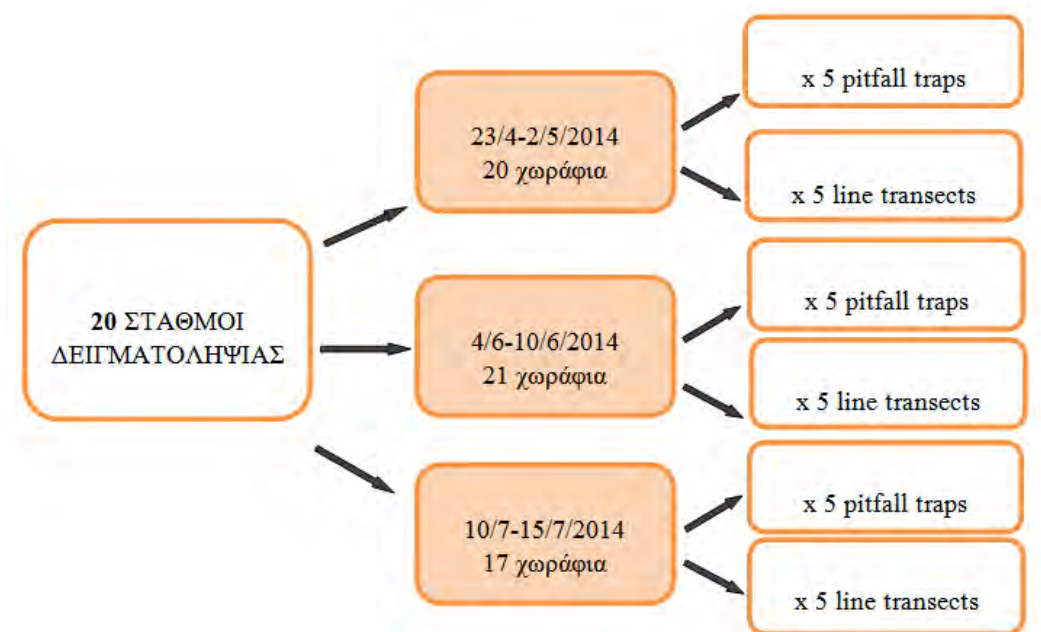 20 ΣΤΑΘΜΟΙ
ΔΕΙΓΜΑΤΟΛΗΨΙΑΣ
23/4-2/5/2014
20 χωράφια
x 5 pitfall traps
x 5 line transects
4/6-10/6/2014
21 χωράφια
x 5 pitfall traps
x 5 line transects
10/7-15/7/2014
17 χωράφια
x 5 pitfall traps
x 5 line transects